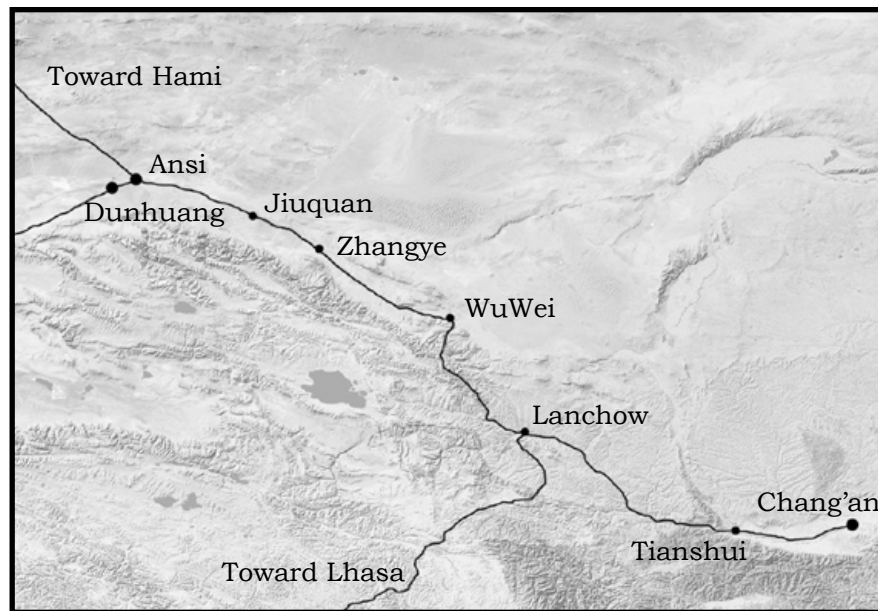 Toward Hami
Ansi
Dunhuang
Jiuquan
Zhangye
WuWei
Lanchow
Chang’an
Tianshui
Toward Lhasa